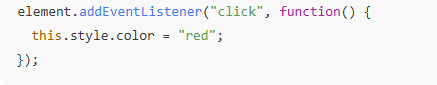 element.addEventListener("click", function() {
  this.style.color = "red";
});